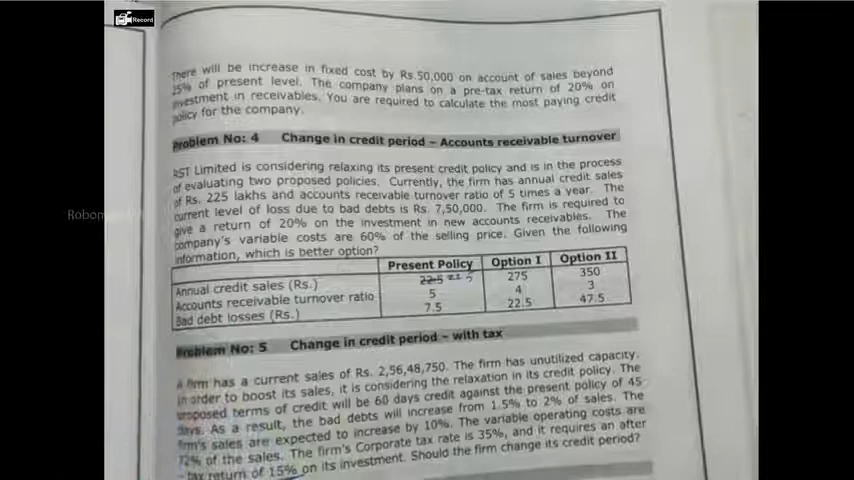 Record
There will be increase in fixed cost by Rs.50,000 on account of sales beyond
25% of present level. The company plans on a pre-tax return of 20% on
investment in receivables. You are required to calculate the most paying credit
policy for the company.
Problem No: 4 Change in credit period – Accounts receivable turnover
RST Limited is considering relaxing its present credit policy and is in the process
of evaluating two proposed policies. Currently, the firm has annual credit sales
of Rs. 225 lakhs and accounts receivable turnover ratio of 5 times a year. The
current level of loss due to bad debts is Rs. 7,50,000. The firm is required to
give a return of 20% on the investment in new accounts receivables. The
company's variable costs are 60% of the selling price. Given the following
information, which is better option?
Present Policy Option I Option II
Annual credit sales (Rs.) 22.5 275 350
Accounts receivable turnover ratio 5 4 3
Bad debt losses (Rs.) 7.5 22.5 47.5
Problem No: 5 Change in credit period – with tax
A firm has a current sales of Rs. 2,56,48,750. The firm has unutilized capacity.
In order to boost its sales, it is considering the relaxation in its credit policy. The
proposed terms of credit will be 60 days credit against the present policy of 45
days. As a result, the bad debts will increase from 1.5% to 2% of sales. The
firm's sales are expected to increase by 10%. The variable operating costs are
72% of the sales. The firm's Corporate tax rate is 35%, and it requires an after
- tax return of 15% on its investment. Should the firm change its credit period?